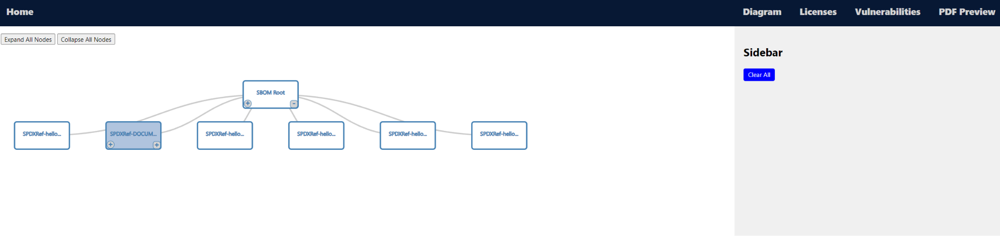 Home Diagram Licenses Vulnerabilities PDF Preview
Expand All Nodes Collapse All Nodes
Sidebar
Clear All
SBOM Root
+ -
SPDXRef-hello... SPDXRef-DOCUM... SPDXRef-hello... SPDXRef-hello... SPDXRef-hello... SPDXRef-hello...
+ +